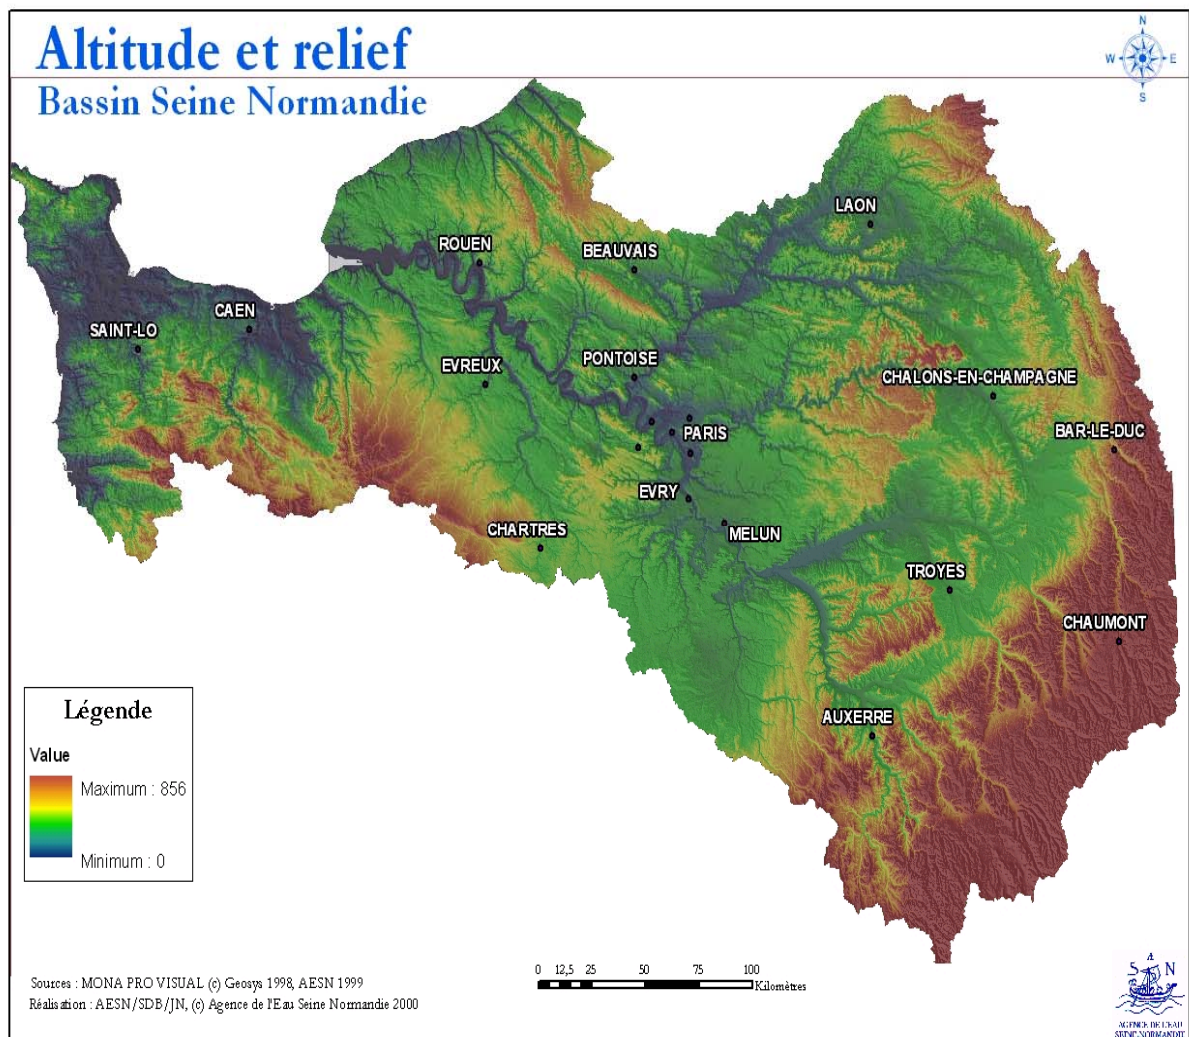 Altitude et relief
Bassin Seine Normandie
N
W
E
S
LAON
ROUEN
BEAUVAIS
CAEN
SAINT-LO
PONTOISE
EVREUX
CHALONS-EN-CHAMPAGNE
PARIS
BAR-LE-DUC
EVRY
CHARTRES
MELUN
TROYES
CHAUMONT
AUXERRE
Légende
Value
Maximum : 856
Minimum : 0
Sources : MONA PRO VISUAL (c) Geosys 1998, AESN 1999
Réalisation : AESN/SDB/JN, (c) Agence de l'Eau Seine Normandie 2000
0 12,5 25 50 75 100
Kilomètres
A
S N
AGENCE DE L'EAU
SEINE-NORMANDIE